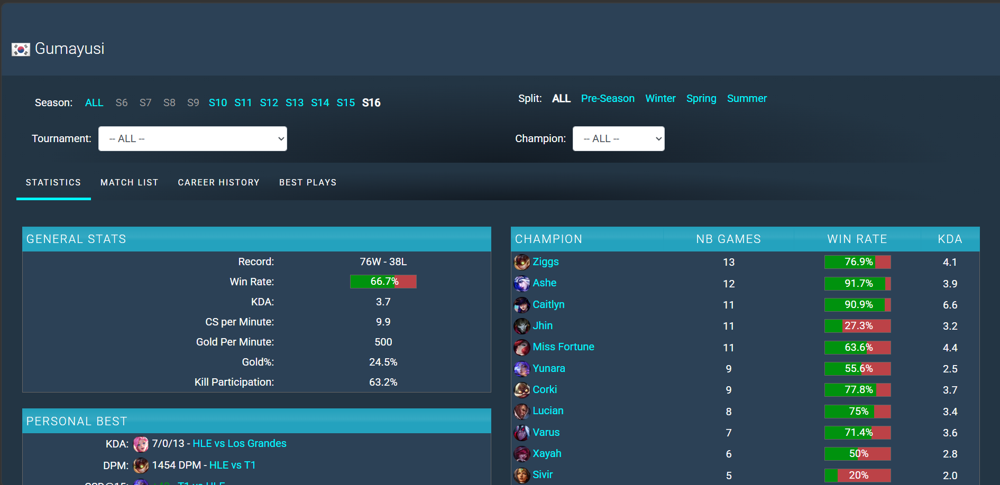 Gumayusi
Season: ALL S6 S7 S8 S9 S10 S11 S12 S13 S14 S15 S16
Split: ALL Pre-Season Winter Spring Summer
Tournament: -- ALL --
Champion: -- ALL --
STATISTICS MATCH LIST CAREER HISTORY BEST PLAYS
GENERAL STATS
Record: 76W - 38L
Win Rate: 66.7%
KDA: 3.7
CS per Minute: 9.9
Gold Per Minute: 500
Gold%: 24.5%
Kill Participation: 63.2%
PERSONAL BEST
KDA: 7/0/13 - HLE vs Los Grandes
DPM: 1454 DPM - HLE vs T1
T1 vs HLE
CHAMPION NB GAMES WIN RATE KDA
Ziggs 13 76.9% 4.1
Ashe 12 91.7% 3.9
Caitlyn 11 90.9% 6.6
Jhin 11 27.3% 3.2
Miss Fortune 11 63.6% 4.4
Yunara 9 55.6% 2.5
Corki 9 77.8% 3.7
Lucian 8 75% 3.4
Varus 7 71.4% 3.6
Xayah 6 50% 2.8
Sivir 5 20% 2.0